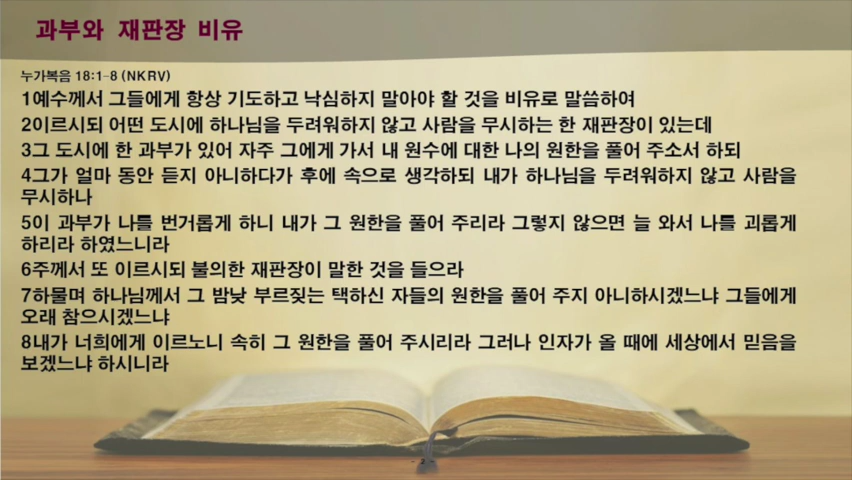 과부와 재판장 비유
누가복음 18:1-8 (NKRV)
1예수께서 그들에게 항상 기도하고 낙심하지 말아야 할 것을 비유로 말씀하여
2이르시되 어떤 도시에 하나님을 두려워하지 않고 사람을 무시하는 한 재판장이 있는데
3그 도시에 한 과부가 있어 자주 그에게 가서 내 원수에 대한 나의 원한을 풀어 주소서 하되
4그가 얼마 동안 듣지 아니하다가 후에 속으로 생각하되 내가 하나님을 두려워하지 않고 사람을
무시하나
5이 과부가 나를 번거롭게 하니 내가 그 원한을 풀어 주리라 그렇지 않으면 늘 와서 나를 괴롭게
하리라 하였느니라
6주께서 또 이르시되 불의한 재판장이 말한 것을 들으라
7하물며 하나님께서 그 밤낮 부르짖는 택하신 자들의 원한을 풀어 주지 아니하시겠느냐 그들에게
오래 참으시겠느냐
8내가 너희에게 이르노니 속히 그 원한을 풀어 주시리라 그러나 인자가 올 때에 세상에서 믿음을
보겠느냐 하시니라